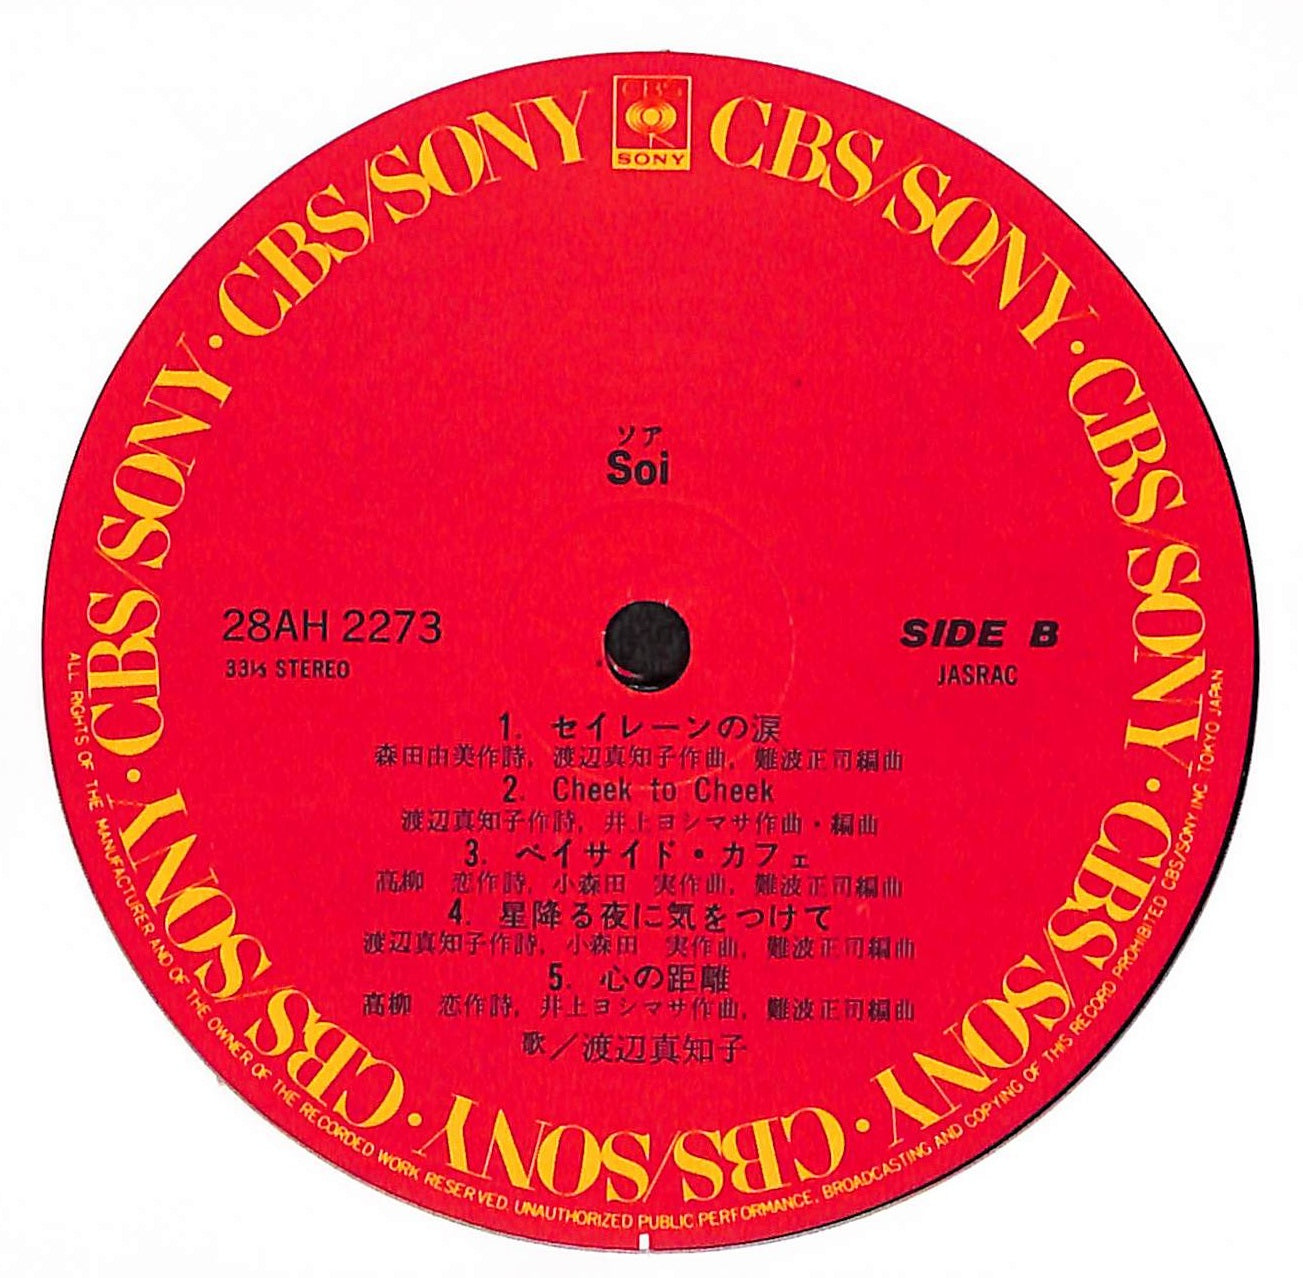 CBS
SONY
CBS/SONY · CBS/SONY · CBS/SONY · CBS/SONY · CBS/SONY · CBS/SONY · CBS/SONY
ソア
Soi
28AH 2273
33⅓ STEREO
SIDE B
JASRAC
1. セイレーンの涙
森田由美作詩, 渡辺真知子作曲, 難波正司編曲
2. Cheek to Cheek
渡辺真知子作詩, 井上ヨシマサ作曲・編曲
3. ベイサイド・カフェ
高柳 恋作詩, 小森田 実作曲, 難波正司編曲
4. 星降る夜に気をつけて
渡辺真知子作詩, 小森田 実作曲, 難波正司編曲
5. 心の距離
高柳 恋作詩, 井上ヨシマサ作曲, 難波正司編曲
歌/渡辺真知子
ALL RIGHTS OF THE MANUFACTURER AND OF THE OWNER OF THE RECORDED WORK RESERVED. UNAUTHORIZED PUBLIC PERFORMANCE, BROADCASTING AND COPYING OF THIS RECORD PROHIBITED CBS/SONY INC. TOKYO JAPAN